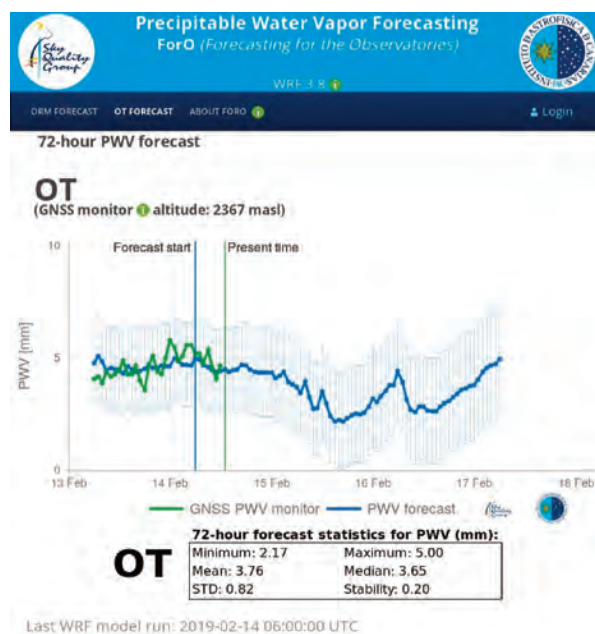 Precipitable Water Vapor Forecasting
ForO (Forecasting for the Observatories)
Sky
Quality
Group
WRF 3.8
ORM FORECAST OT FORECAST ABOUT FORO Login
72-hour PWV forecast
OT
(GNSS monitor altitude: 2367 masl)
10
Forecast start
Present time
PWV [mm]
5
0
13 Feb 14 Feb 15 Feb 16 Feb 17 Feb 18 Feb
GNSS PWV monitor PWV forecast
72-hour forecast statistics for PWV (mm):
OT
Minimum: 2.17 Maximum: 5.00
Mean: 3.76 Median: 3.65
STD: 0.82 Stability: 0.20
Last WRF model run: 2019-02-14 06:00:00 UTC